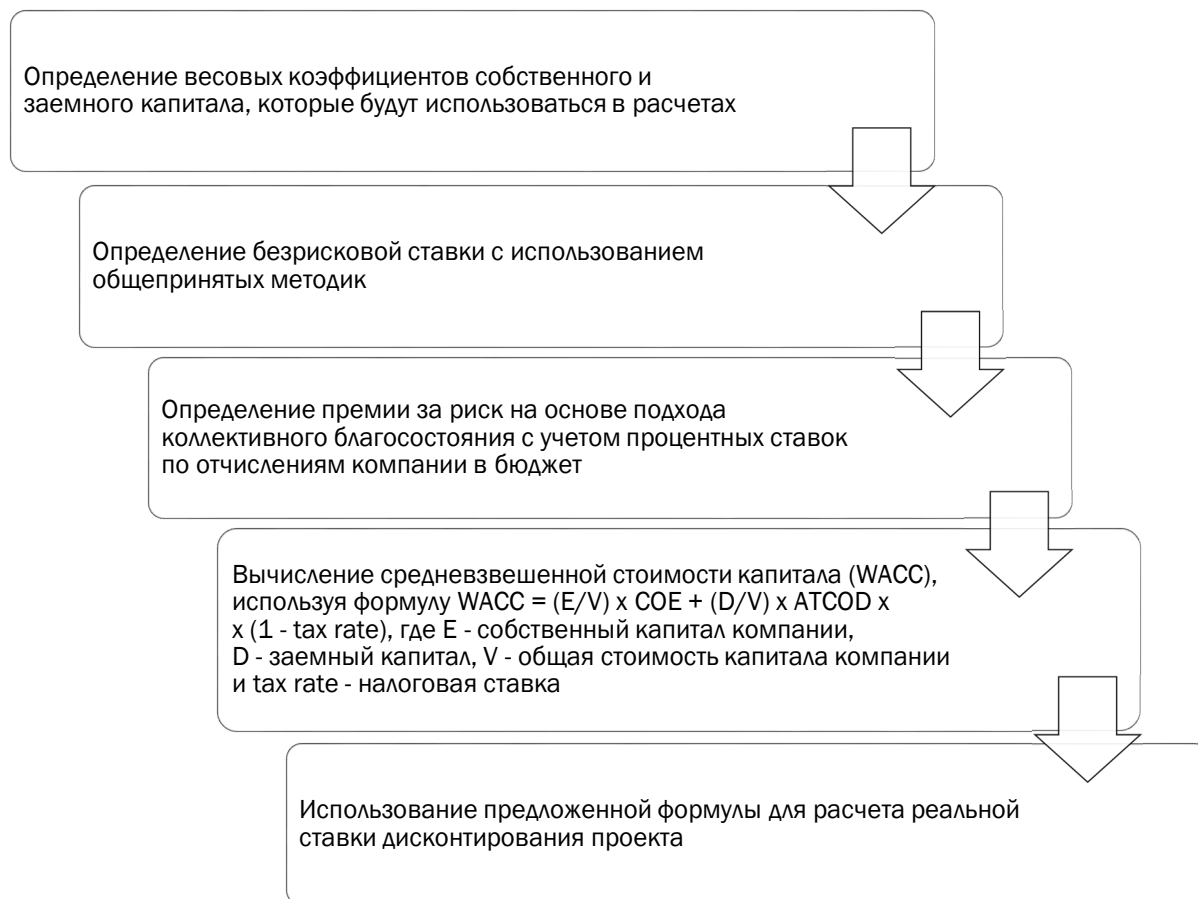 Определение весовых коэффициентов собственного и
заемного капитала, которые будут использоваться в расчетах
Определение безрисковой ставки с использованием
общепринятых методик
Определение премии за риск на основе подхода
коллективного благосостояния с учетом процентных ставок
по отчислениям компании в бюджет
Вычисление средневзвешенной стоимости капитала (WACC),
используя формулу WACC = (E/V) x COE + (D/V) x ATCOD x
x (1 - tax rate), где E - собственный капитал компании,
D - заемный капитал, V - общая стоимость капитала компании
и tax rate - налоговая ставка
Использование предложенной формулы для расчета реальной
ставки дисконтирования проекта